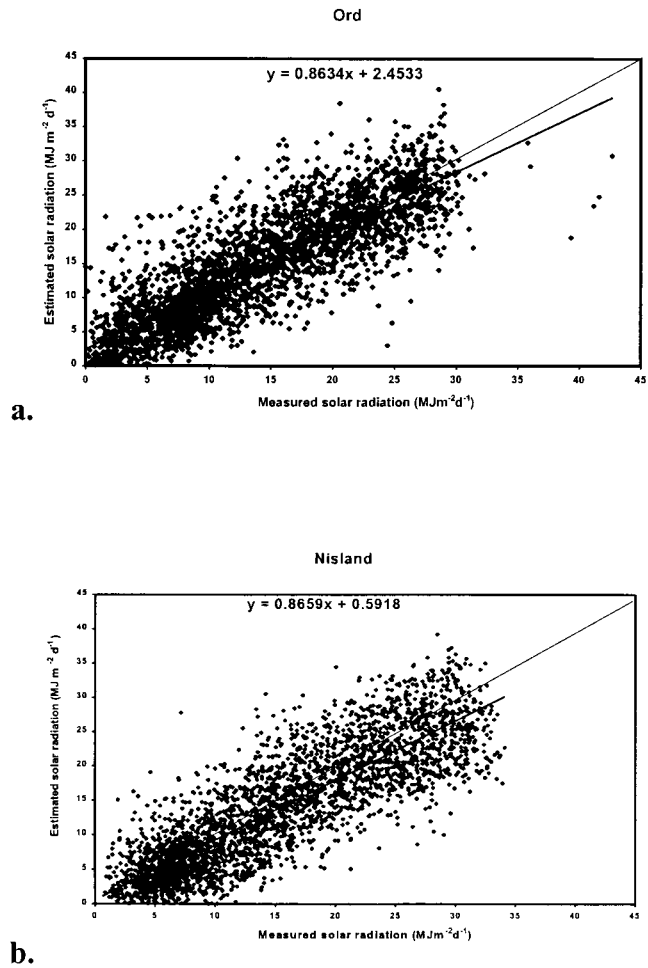 Ord
y = 0.8634x + 2.4533
Estimated solar radiation (MJ m⁻² d⁻¹)
45
40
35
30
25
20
15
10
5
0
0 5 10 15 20 25 30 35 40 45
Measured solar radiation (MJm⁻²d⁻¹)
a.
Nisland
y = 0.8659x + 0.5918
Estimated solar radiation (MJ m⁻² d⁻¹)
45
40
35
30
25
20
15
10
5
0
0 5 10 15 20 25 30 35 40 45
Measured solar radiation (MJm⁻²d⁻¹)
b.